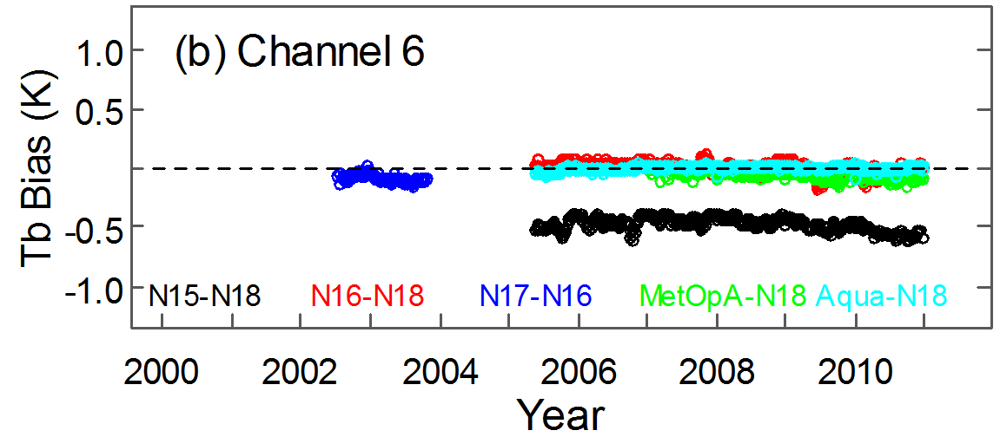 (b) Channel 6
Tb Bias (K)
1.0
0.5
-0.5
-1.0
N15-N18 N16-N18 N17-N16 MetOpA-N18 Aqua-N18
2000 2002 2004 2006 2008 2010
Year